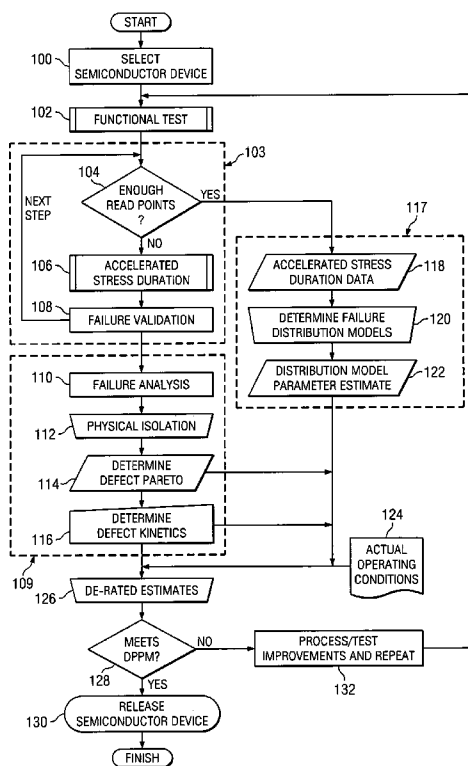 START
100
SELECT
SEMICONDUCTOR DEVICE
102
FUNCTIONAL TEST
103
104
NEXT
STEP
ENOUGH
READ POINTS
?
YES
NO
117
106
ACCELERATED
STRESS DURATION
ACCELERATED STRESS
DURATION DATA
118
108
FAILURE VALIDATION
DETERMINE FAILURE
DISTRIBUTION MODELS
120
110
FAILURE ANALYSIS
DISTRIBUTION MODEL
PARAMETER ESTIMATE
122
112
PHYSICAL ISOLATION
114
DETERMINE
DEFECT PARETO
116
DETERMINE
DEFECT KINETICS
124
ACTUAL
OPERATING
CONDITIONS
109
126
DE-RATED ESTIMATES
MEETS
DPPM?
128
NO
YES
PROCESS/TEST
IMPROVEMENTS AND REPEAT
132
130
RELEASE
SEMICONDUCTOR DEVICE
FINISH